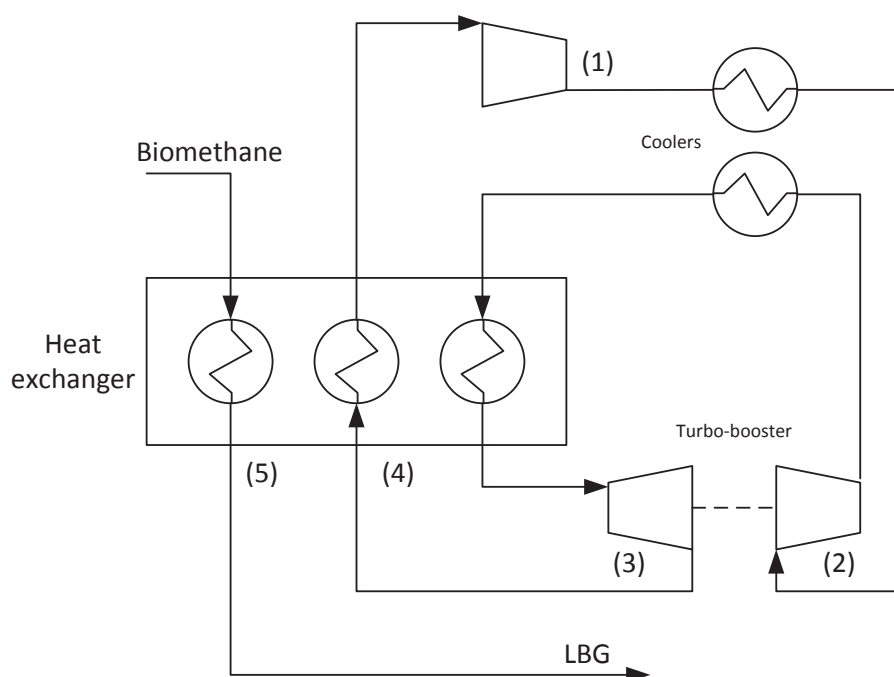 (1)
Coolers
Biomethane
Heat
exchanger
Turbo-booster
(5)
(4)
(3)
(2)
LBG